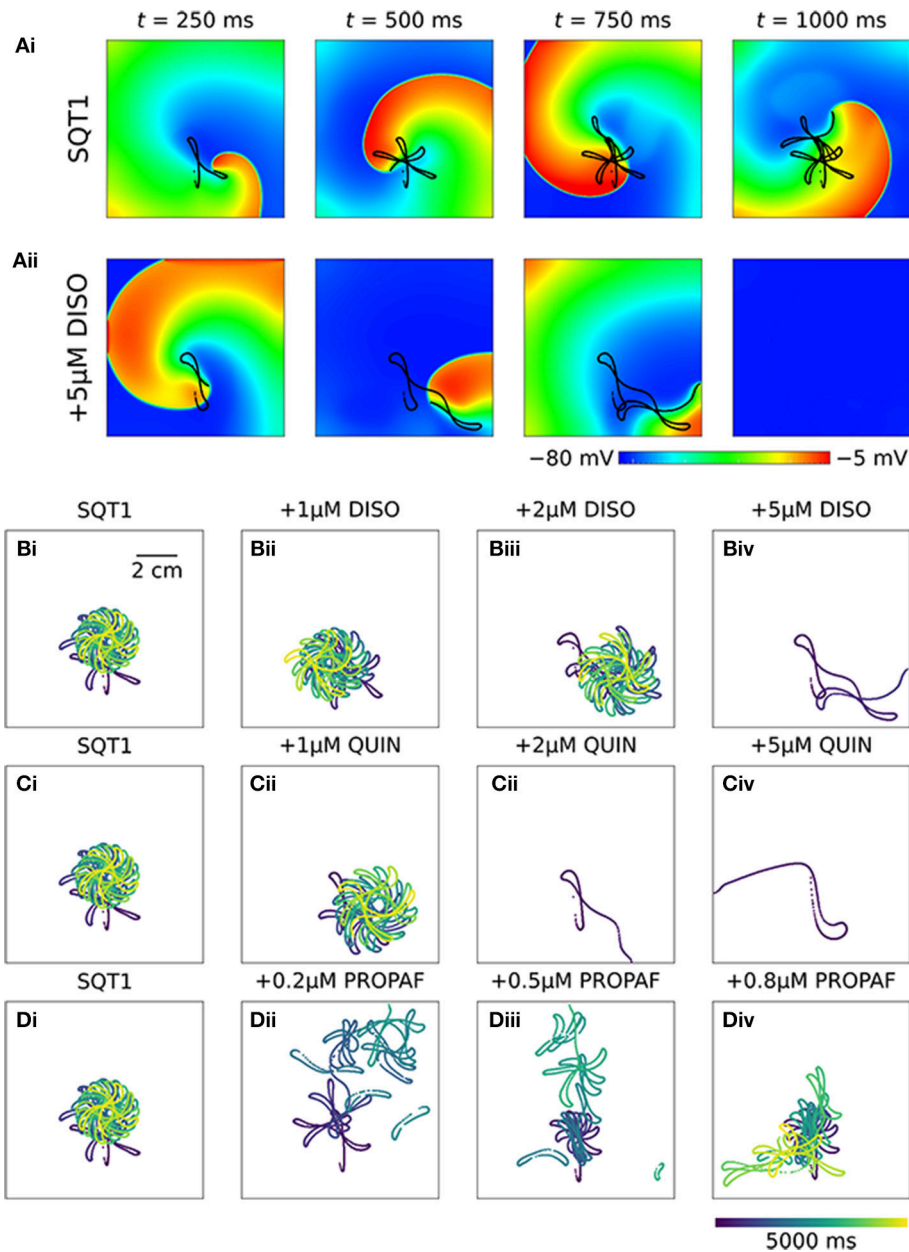 t = 250 ms t = 500 ms t = 750 ms t = 1000 ms
Ai
SQT1
Aii
+5μM DISO
−80 mV −5 mV
SQT1 +1μM DISO +2μM DISO +5μM DISO
Bi Bii Biii Biv
2 cm
SQT1 +1μM QUIN +2μM QUIN +5μM QUIN
Ci Cii Cii Civ
SQT1 +0.2μM PROPAF +0.5μM PROPAF +0.8μM PROPAF
Di Dii Diii Div
5000 ms